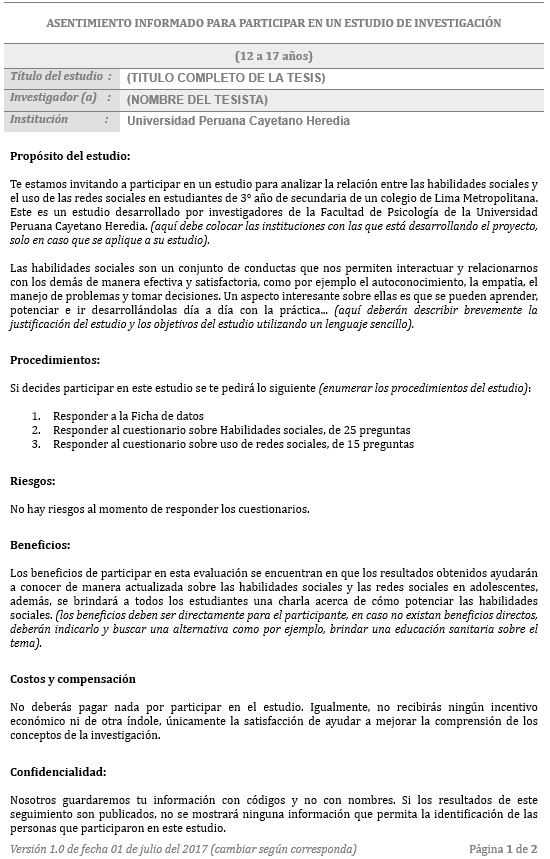 ASENTIMIENTO INFORMADO PARA PARTICIPAR EN UN ESTUDIO DE INVESTIGACIÓN
(12 a 17 años)
Título del estudio : (TITULO COMPLETO DE LA TESIS)
Investigador (a) : (NOMBRE DEL TESISTA)
Institución : Universidad Peruana Cayetano Heredia
Propósito del estudio:
Te estamos invitando a participar en un estudio para analizar la relación entre las habilidades sociales y
el uso de las redes sociales en estudiantes de 3° año de secundaria de un colegio de Lima Metropolitana.
Este es un estudio desarrollado por investigadores de la Facultad de Psicología de la Universidad
Peruana Cayetano Heredia. (aquí debe colocar las instituciones con las que está desarrollando el proyecto,
solo en caso que se aplique a su estudio).
Las habilidades sociales son un conjunto de conductas que nos permiten interactuar y relacionarnos
con los demás de manera efectiva y satisfactoria, como por ejemplo el autoconocimiento, la empatía, el
manejo de problemas y tomar decisiones. Un aspecto interesante sobre ellas es que se pueden aprender,
potenciar e ir desarrollándolas día a día con la práctica... (aquí deberán describir brevemente la
justificación del estudio y los objetivos del estudio utilizando un lenguaje sencillo).
Procedimientos:
Si decides participar en este estudio se te pedirá lo siguiente (enumerar los procedimientos del estudio):
1. Responder a la Ficha de datos
2. Responder al cuestionario sobre Habilidades sociales, de 25 preguntas
3. Responder al cuestionario sobre uso de redes sociales, de 15 preguntas
Riesgos:
No hay riesgos al momento de responder los cuestionarios.
Beneficios:
Los beneficios de participar en esta evaluación se encuentran en que los resultados obtenidos ayudarán
a conocer de manera actualizada sobre las habilidades sociales y las redes sociales en adolescentes,
además, se brindará a todos los estudiantes una charla acerca de cómo potenciar las habilidades
sociales. (los beneficios deben ser directamente para el participante, en caso no existan beneficios directos,
deberán indicarlo y buscar una alternativa como por ejemplo, brindar una educación sanitaria sobre el
tema).
Costos y compensación
No deberás pagar nada por participar en el estudio. Igualmente, no recibirás ningún incentivo
económico ni de otra índole, únicamente la satisfacción de ayudar a mejorar la comprensión de los
conceptos de la investigación.
Confidencialidad:
Nosotros guardaremos tu información con códigos y no con nombres. Si los resultados de este
seguimiento son publicados, no se mostrará ninguna información que permita la identificación de las
personas que participaron en este estudio.
Versión 1.0 de fecha 01 de julio del 2017 (cambiar según corresponda) Página 1 de 2